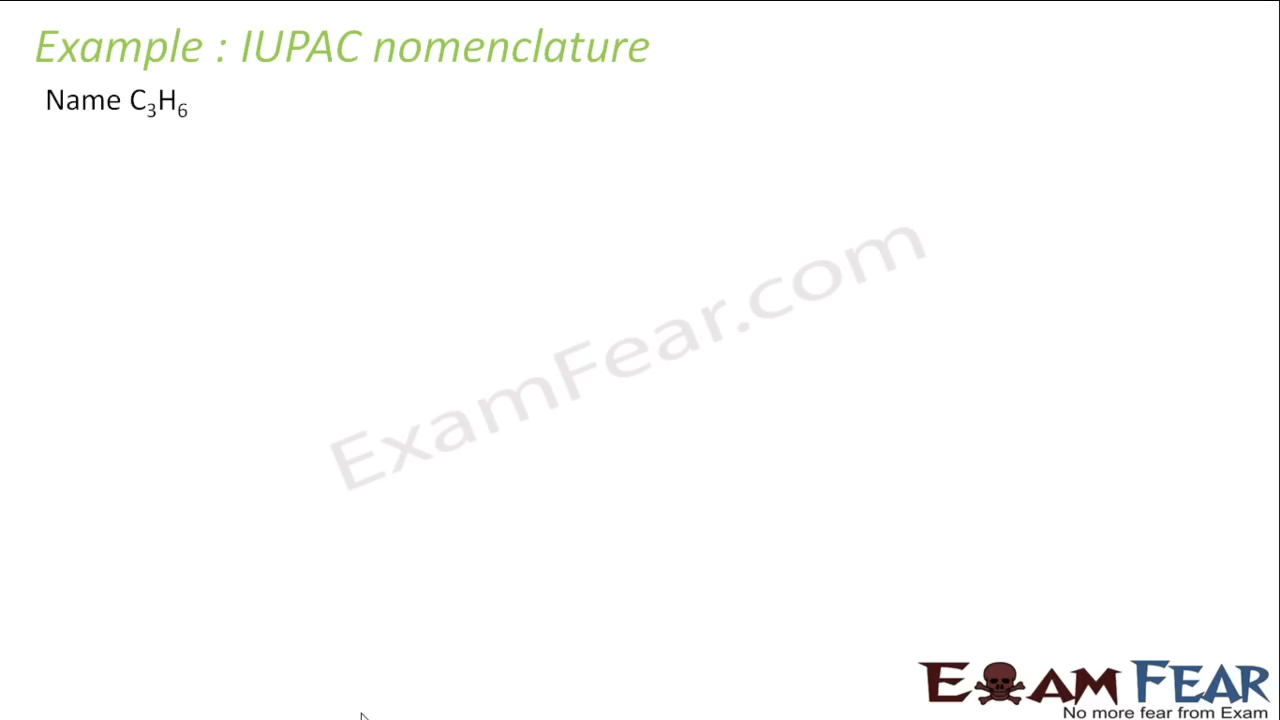 Example : IUPAC nomenclature
Name C₃H₆
ExamFear.com
EXAM FEAR
No more fear from Exam